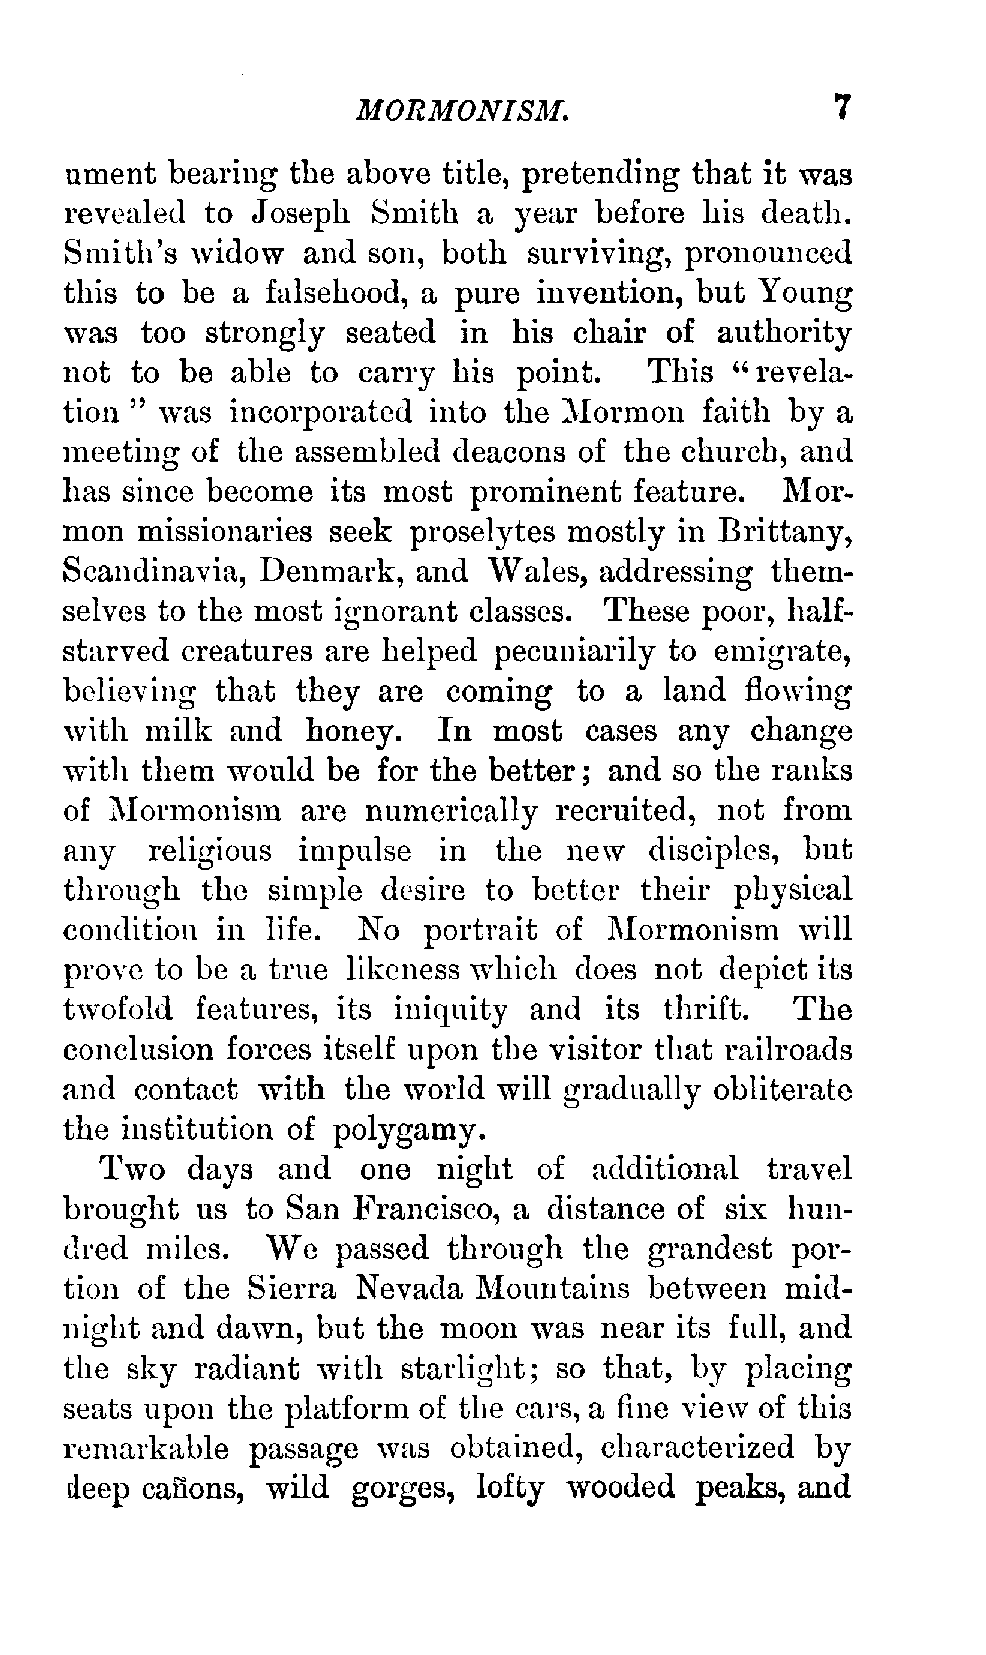 MORMONISM. 7
ument bearing the above title, pretending that it was
revealed to Joseph Smith a year before his death.
Smith's widow and son, both surviving, pronounced
this to be a falsehood, a pure invention, but Young
was too strongly seated in his chair of authority
not to be able to carry his point. This "revela-
tion" was incorporated into the Mormon faith by a
meeting of the assembled deacons of the church, and
has since become its most prominent feature. Mor-
mon missionaries seek proselytes mostly in Brittany,
Scandinavia, Denmark, and Wales, addressing them-
selves to the most ignorant classes. These poor, half-
starved creatures are helped pecuniarily to emigrate,
believing that they are coming to a land flowing
with milk and honey. In most cases any change
with them would be for the better; and so the ranks
of Mormonism are numerically recruited, not from
any religious impulse in the new disciples, but
through the simple desire to better their physical
condition in life. No portrait of Mormonism will
prove to be a true likeness which does not depict its
twofold features, its iniquity and its thrift. The
conclusion forces itself upon the visitor that railroads
and contact with the world will gradually obliterate
the institution of polygamy.
Two days and one night of additional travel
brought us to San Francisco, a distance of six hun-
dred miles. We passed through the grandest por-
tion of the Sierra Nevada Mountains between mid-
night and dawn, but the moon was near its full, and
the sky radiant with starlight; so that, by placing
seats upon the platform of the cars, a fine view of this
remarkable passage was obtained, characterized by
deep cañons, wild gorges, lofty wooded peaks, and